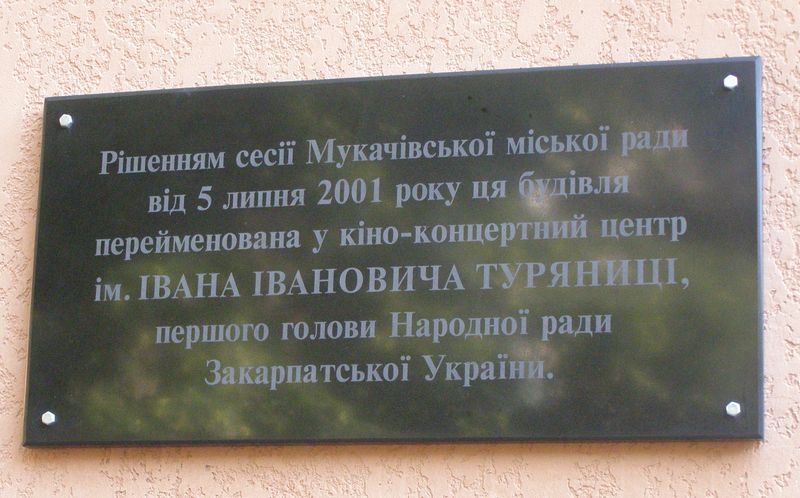 Рішенням сесії Мукачівської міської ради
від 5 липня 2001 року ця будівля
перейменована у кіно-концертний центр
ім. ІВАНА ІВАНОВИЧА ТУРЯНИЦІ,
першого голови Народної ради
Закарпатської України.